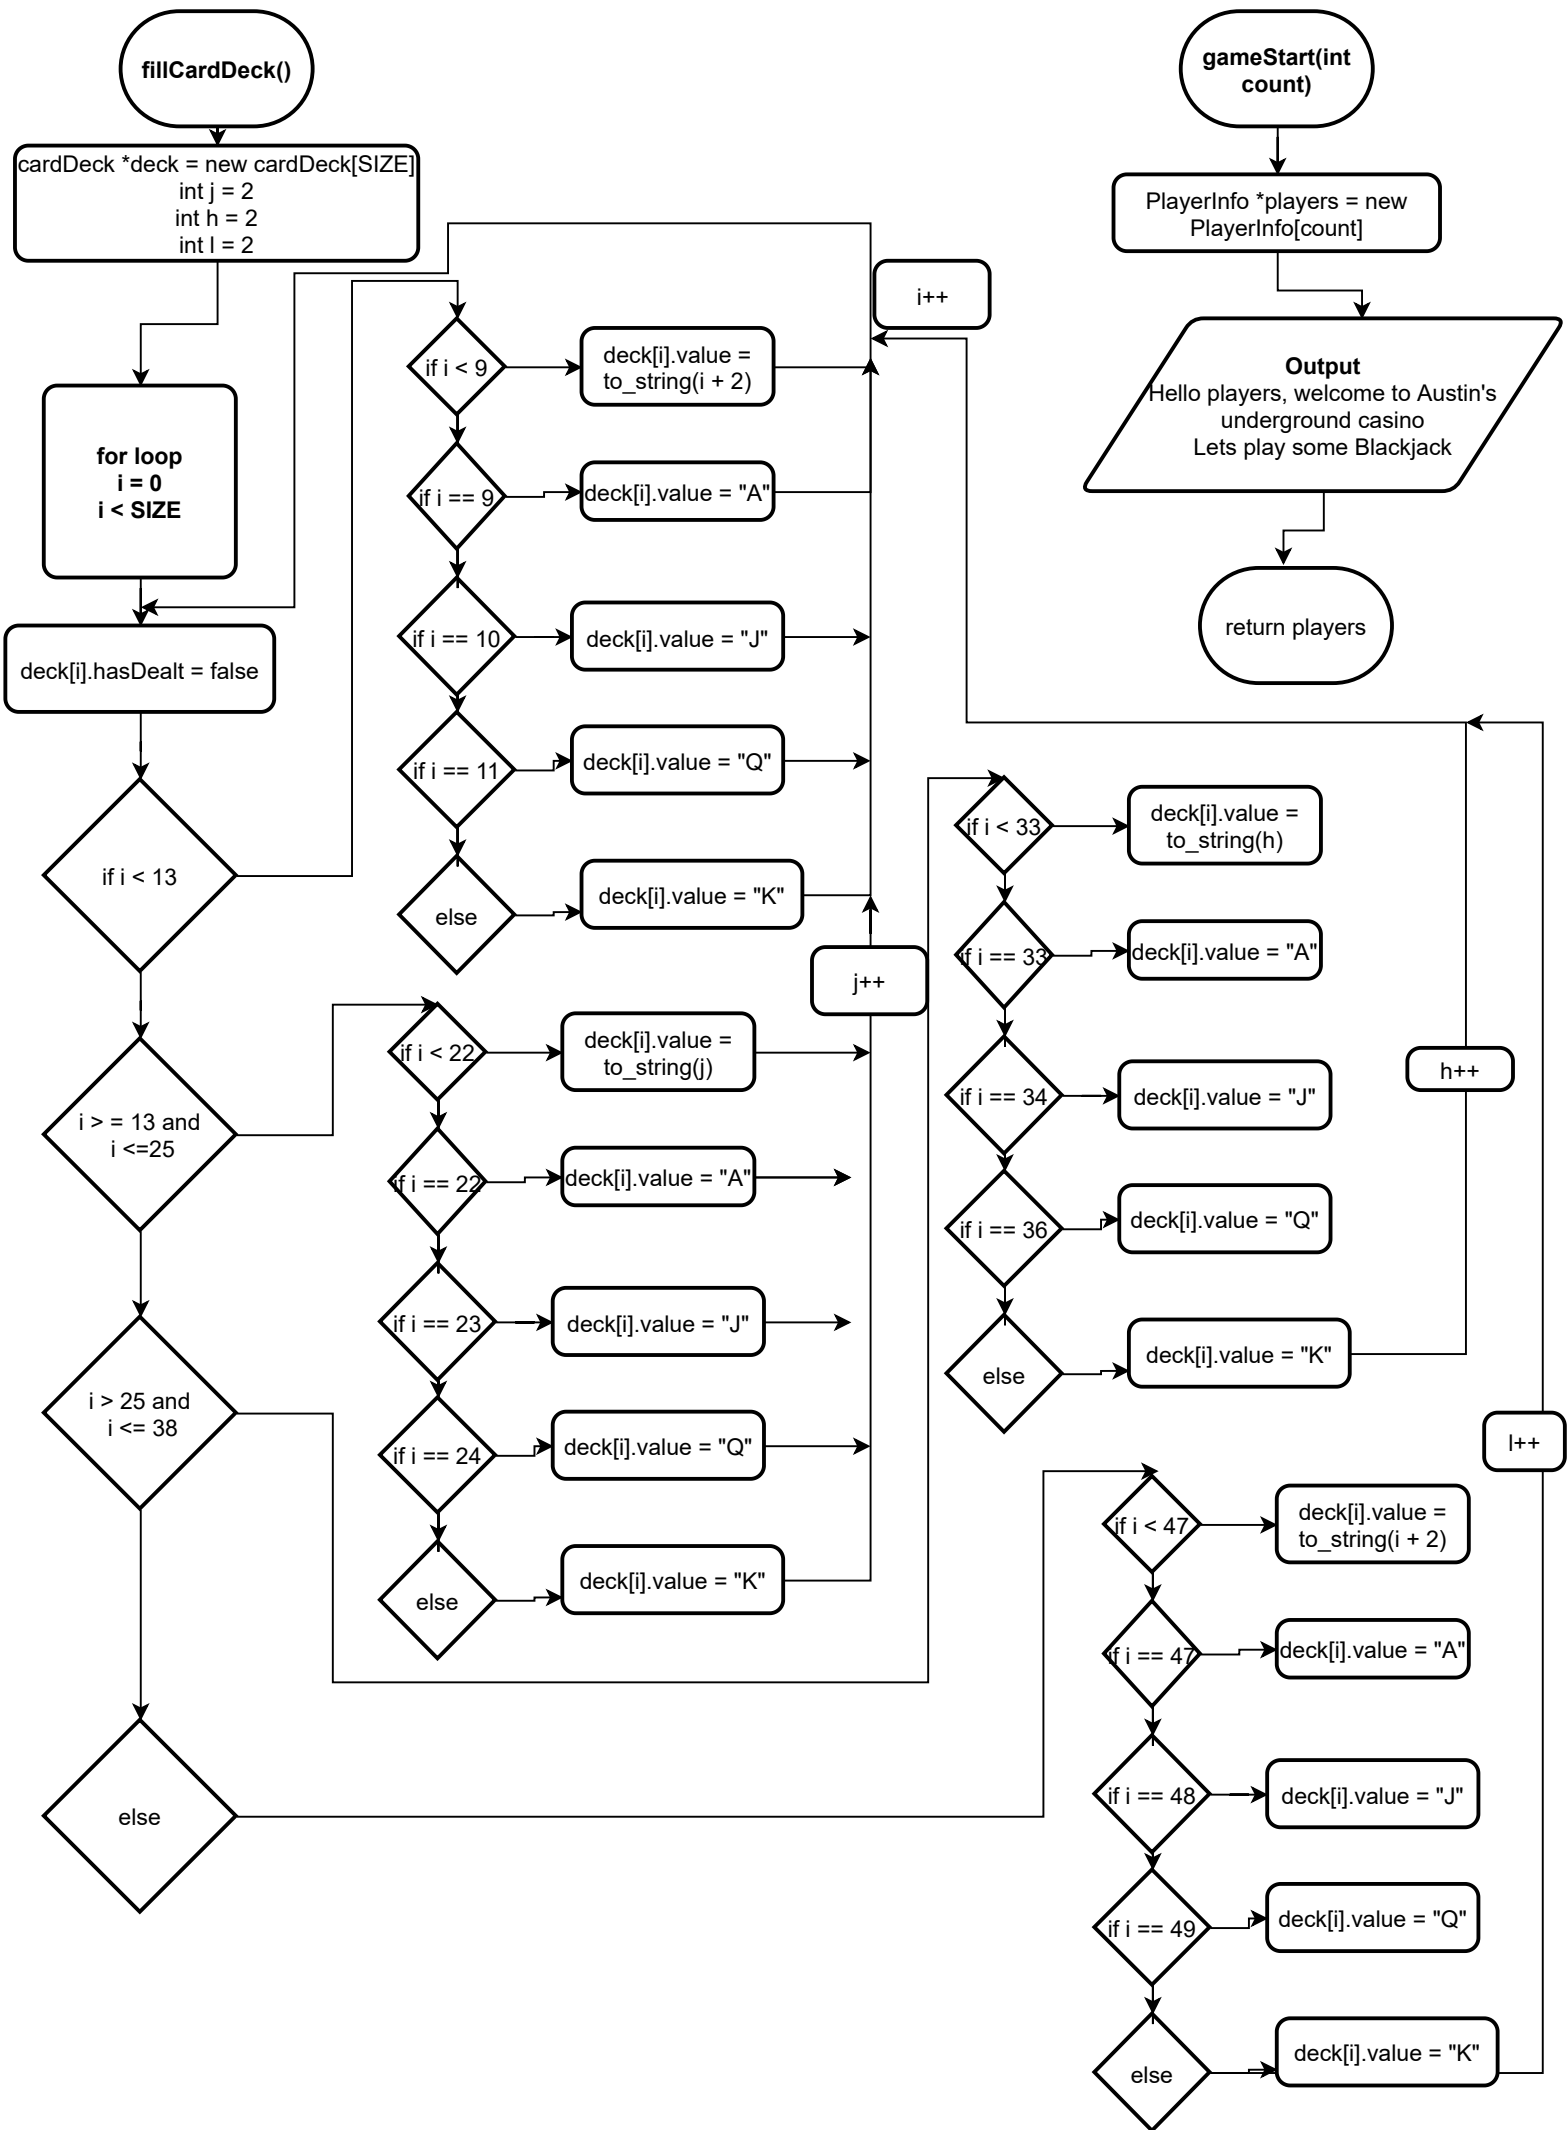 fillCardDeck()
cardDeck *deck = new cardDeck[SIZE]
int j = 2
int h = 2
int l = 2
for loop
i = 0
i < SIZE
deck[i].hasDealt = false
if i < 13
i > = 13 and
i <=25
i > 25 and
i <= 38
else
i++
if i < 9
deck[i].value =
to_string(i + 2)
if i == 9
deck[i].value = "A"
if i == 10
deck[i].value = "J"
if i == 11
deck[i].value = "Q"
else
deck[i].value = "K"
j++
if i < 22
deck[i].value =
to_string(j)
if i == 22
deck[i].value = "A"
if i == 23
deck[i].value = "J"
if i == 24
deck[i].value = "Q"
else
deck[i].value = "K"
gameStart(int
count)
PlayerInfo *players = new
PlayerInfo[count]
Output
Hello players, welcome to Austin's
underground casino
Lets play some Blackjack
return players
if i < 33
deck[i].value =
to_string(h)
if i == 33
deck[i].value = "A"
if i == 34
deck[i].value = "J"
if i == 36
deck[i].value = "Q"
else
deck[i].value = "K"
h++
l++
if i < 47
deck[i].value =
to_string(i + 2)
if i == 47
deck[i].value = "A"
if i == 48
deck[i].value = "J"
if i == 49
deck[i].value = "Q"
else
deck[i].value = "K"